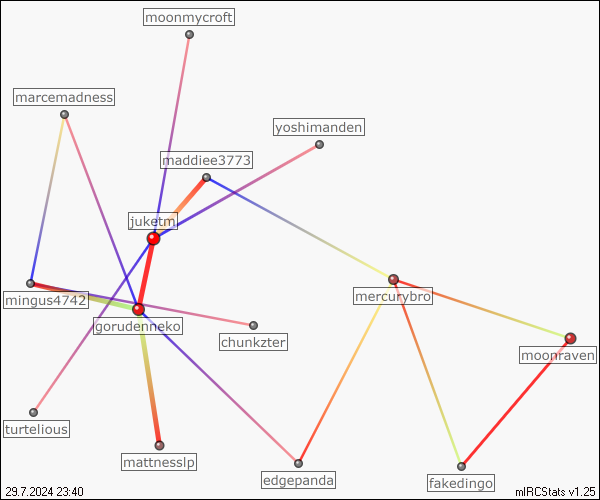 moonmycroft
marcemadness
yoshimanden
maddiee3773
juketm
mingus4742
mercurybro
gorudenneko
chunkzter
moonraven
turtelious
mattnesslp
edgepanda
fakedingo
29.7.2024 23:40
mIRCStats v1.25